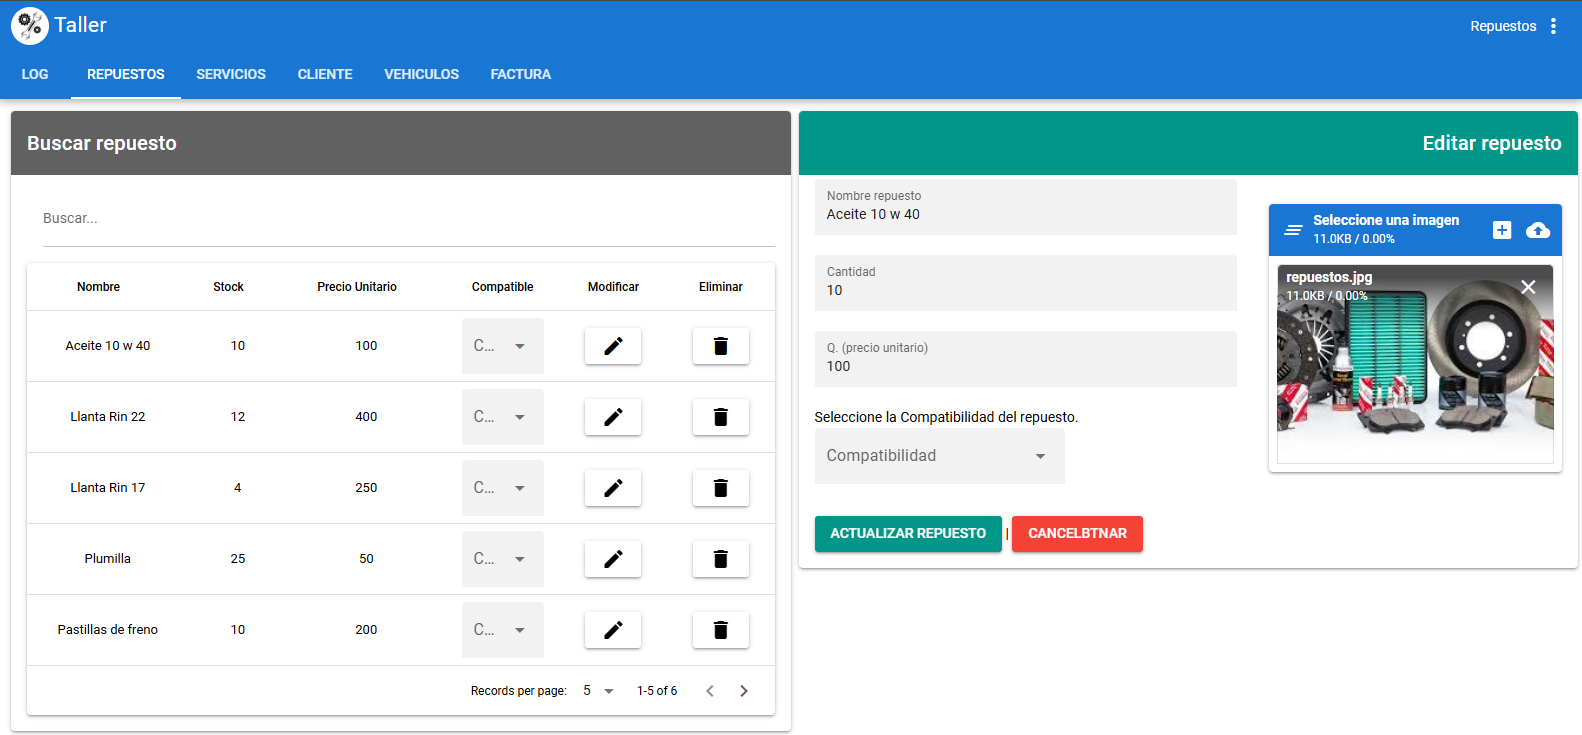 Taller
Repuestos
LOG
REPUESTOS
SERVICIOS
CLIENTE
VEHICULOS
FACTURA
Buscar repuesto
Buscar...
Nombre Stock Precio Unitario Compatible Modificar Eliminar
Aceite 10 w 40 10 100 C...
Llanta Rin 22 12 400 C...
Llanta Rin 17 4 250 C...
Plumilla 25 50 C...
Pastillas de freno 10 200 C...
Records per page: 5 1-5 of 6
Editar repuesto
Nombre repuesto
Aceite 10 w 40
Cantidad
10
Q. (precio unitario)
100
Seleccione la Compatibilidad del repuesto.
Compatibilidad
ACTUALIZAR REPUESTO | CANCELBTNAR
Seleccione una imagen
11.0KB / 0.00%
repuestos.jpg
11.0KB / 0.00%